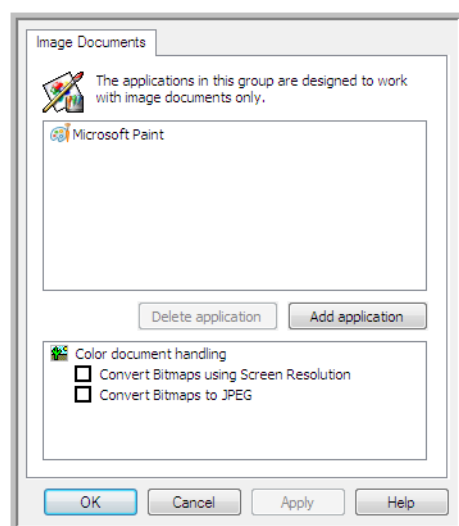 Image Documents
The applications in this group are designed to work
with image documents only.
Microsoft Paint
Delete application
Add application
Color document handling
Convert Bitmaps using Screen Resolution
Convert Bitmaps to JPEG
OK
Cancel
Apply
Help